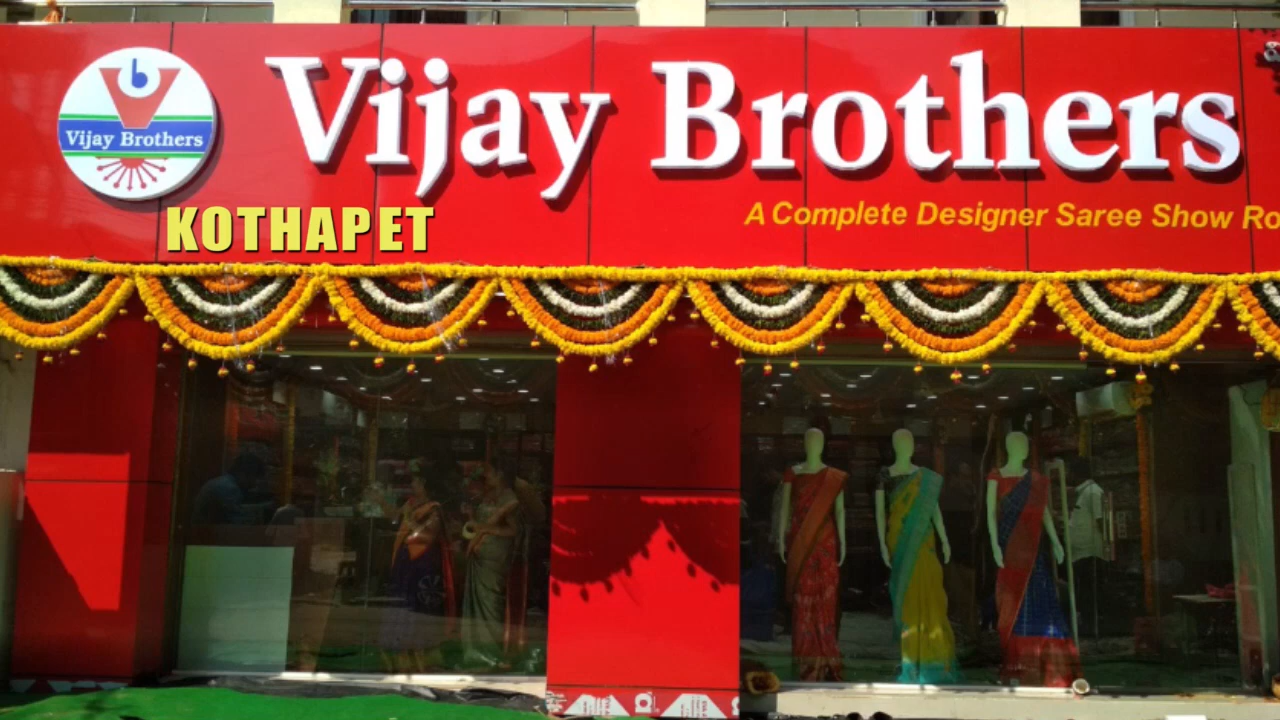 b
Vijay Brothers
Vijay Brothers
KOTHAPET
A Complete Designer Saree Show Ro